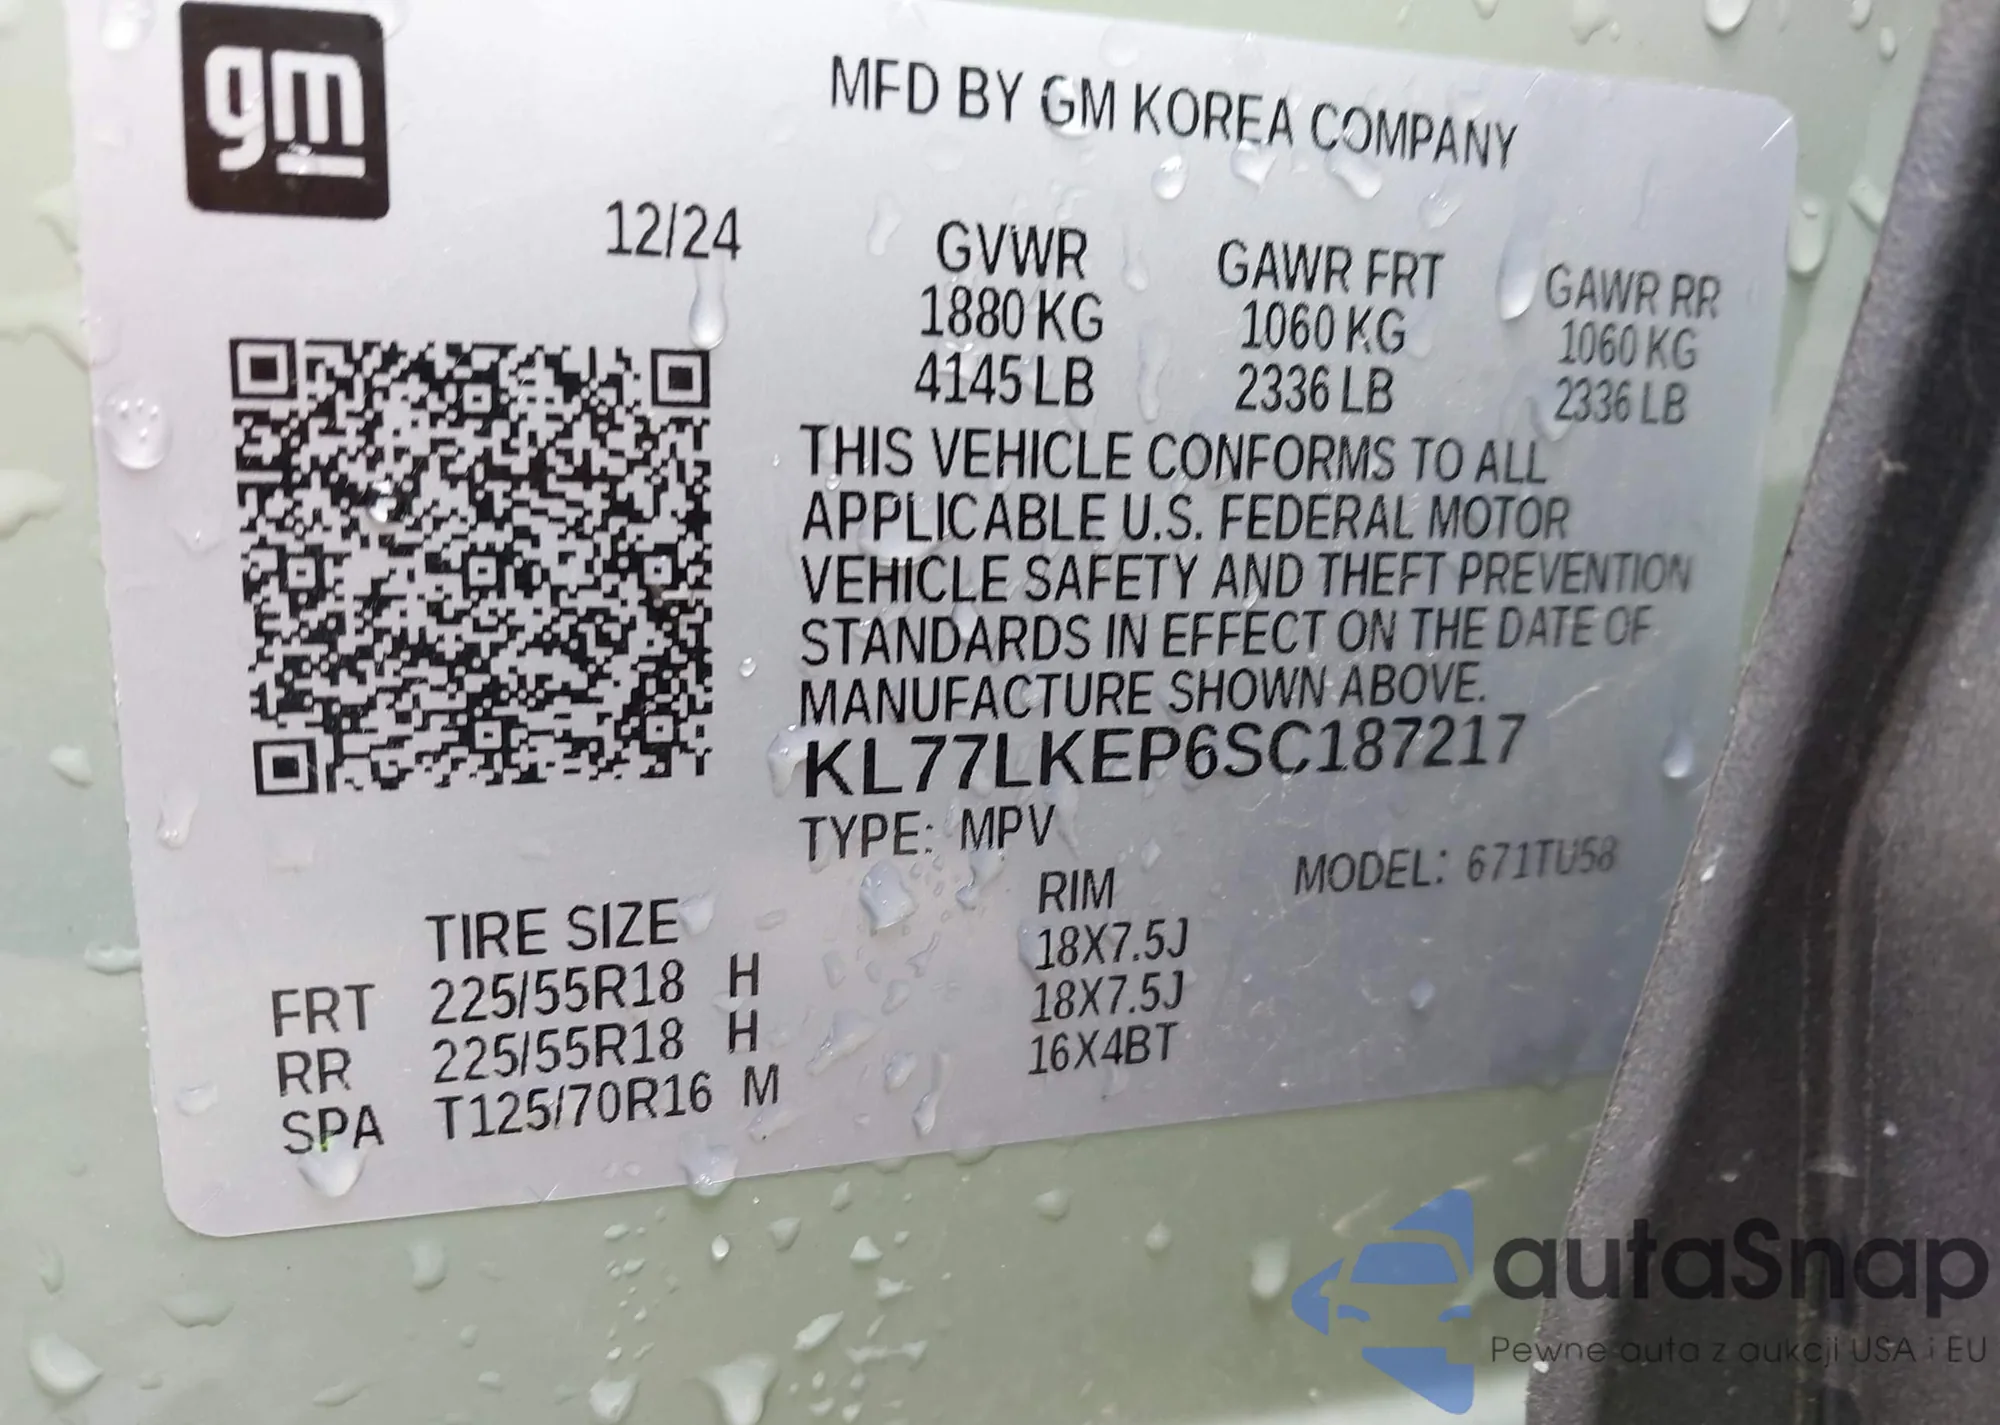 gm
MFD BY GM KOREA COMPANY
12/24
GVWR GAWR FRT GAWR RR
1880 KG 1060 KG 1060 KG
4145 LB 2336 LB 2336 LB
THIS VEHICLE CONFORMS TO ALL
APPLICABLE U.S. FEDERAL MOTOR
VEHICLE SAFETY AND THEFT PREVENTION
STANDARDS IN EFFECT ON THE DATE OF
MANUFACTURE SHOWN ABOVE.
KL77LKEP6SC187217
TYPE: MPV MODEL: 671TU58
TIRE SIZE RIM
FRT 225/55R18 H 18X7.5J
RR 225/55R18 H 18X7.5J
SPA T125/70R16 M 16X4BT
autaSnap
Pewne auta z aukcji USA i EU